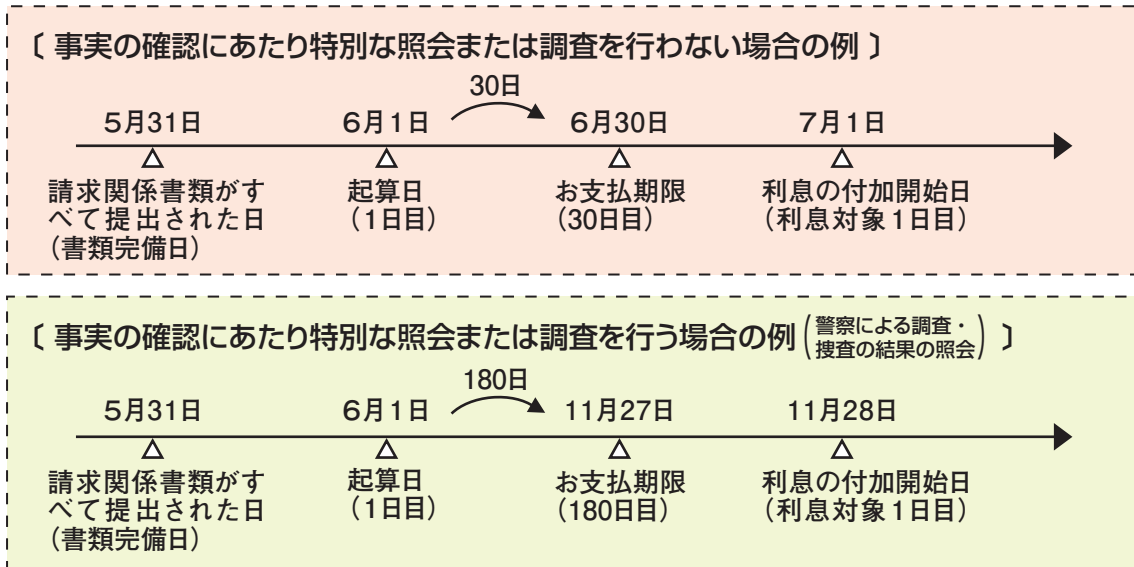 〔 事実の確認にあたり特別な照会または調査を行わない場合の例 〕
30日
5月31日 6月1日 6月30日 7月1日
請求関係書類がす 起算日 お支払期限 利息の付加開始日
べて提出された日 （1日目） （30日目） （利息対象1日目）
（書類完備日）
〔 事実の確認にあたり特別な照会または調査を行う場合の例（警察による調査・
捜査の結果の照会） 〕
180日
5月31日 6月1日 11月27日 11月28日
請求関係書類がす 起算日 お支払期限 利息の付加開始日
べて提出された日 （1日目） （180日目） （利息対象1日目）
（書類完備日）